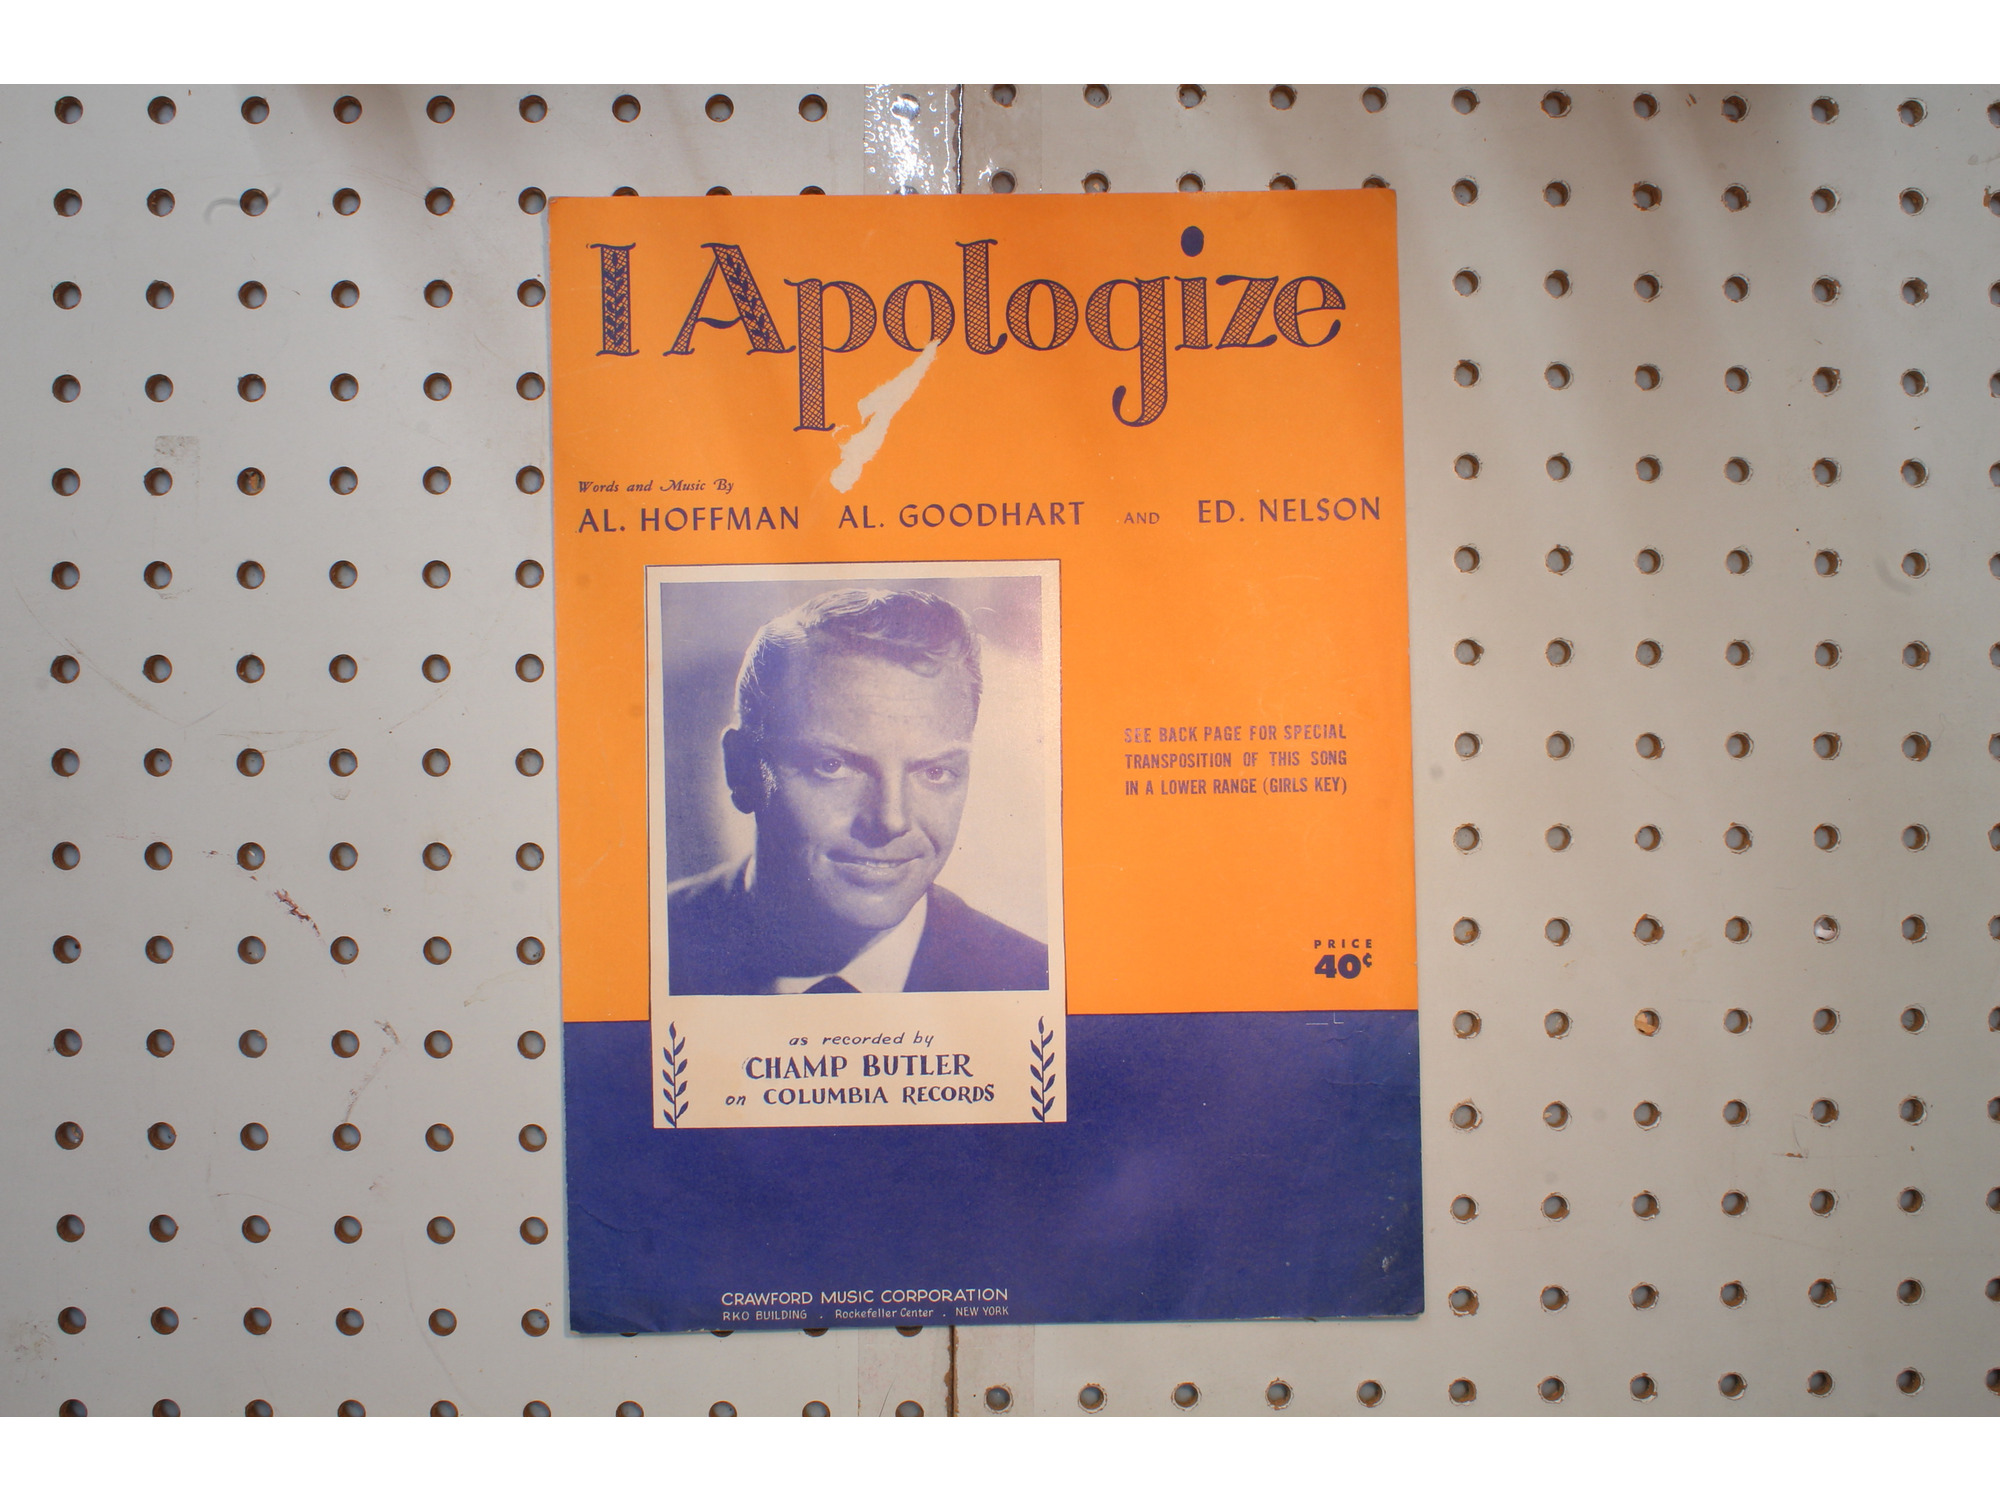 I Apologize
Words and Music By
AL. HOFFMAN AL. GOODHART AND ED. NELSON
SEE BACK PAGE FOR SPECIAL
TRANSPOSITION OF THIS SONG
IN A LOWER RANGE (GIRLS KEY)
PRICE
40¢
as recorded by
CHAMP BUTLER
on COLUMBIA RECORDS
CRAWFORD MUSIC CORPORATION
RKO BUILDING . Rockefeller Center . NEW YORK